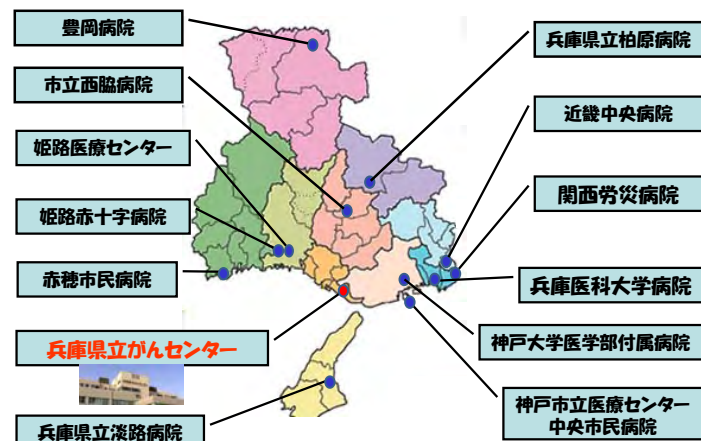 豊岡病院
市立西脇病院
姫路医療センター
姫路赤十字病院
赤穂市民病院
兵庫県立がんセンター
兵庫県立淡路病院
兵庫県立柏原病院
近畿中央病院
関西労災病院
兵庫医科大学病院
神戸大学医学部付属病院
神戸市立医療センター
中央市民病院